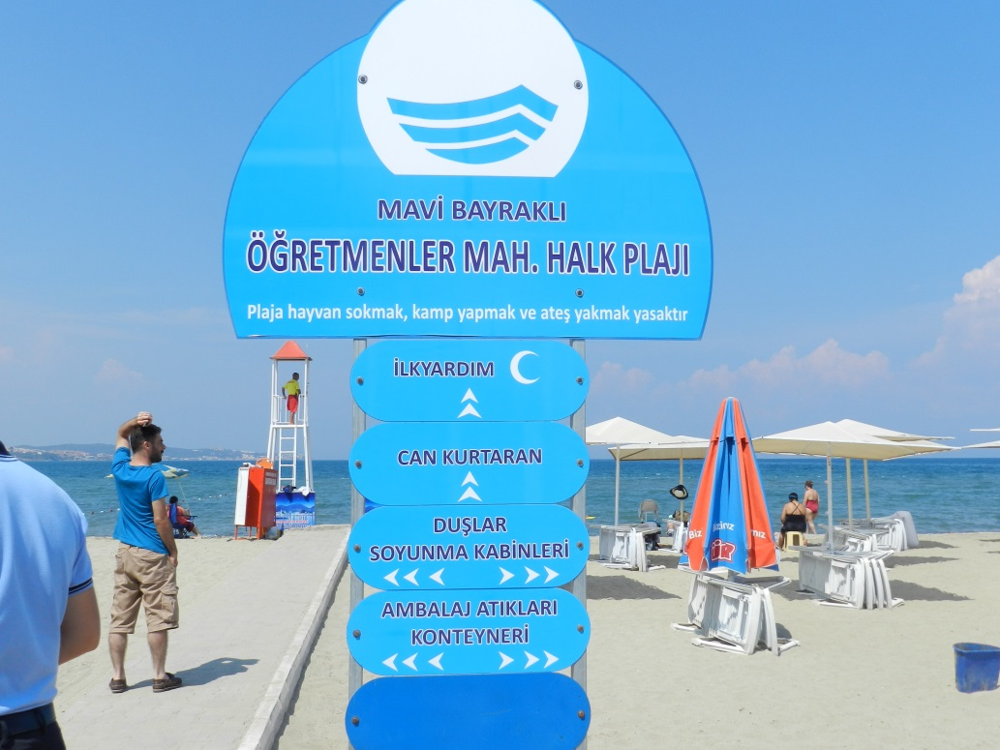 MAVİ BAYRAKLI
ÖĞRETMENLER MAH. HALK PLAJI
Plaja hayvan sokmak, kamp yapmak ve ateş yakmak yasaktır
İLKYARDIM
CAN KURTARAN
DUŞLAR
SOYUNMA KABİNLERİ
AMBALAJ ATIKLARI
KONTEYNERİ
Biziriz